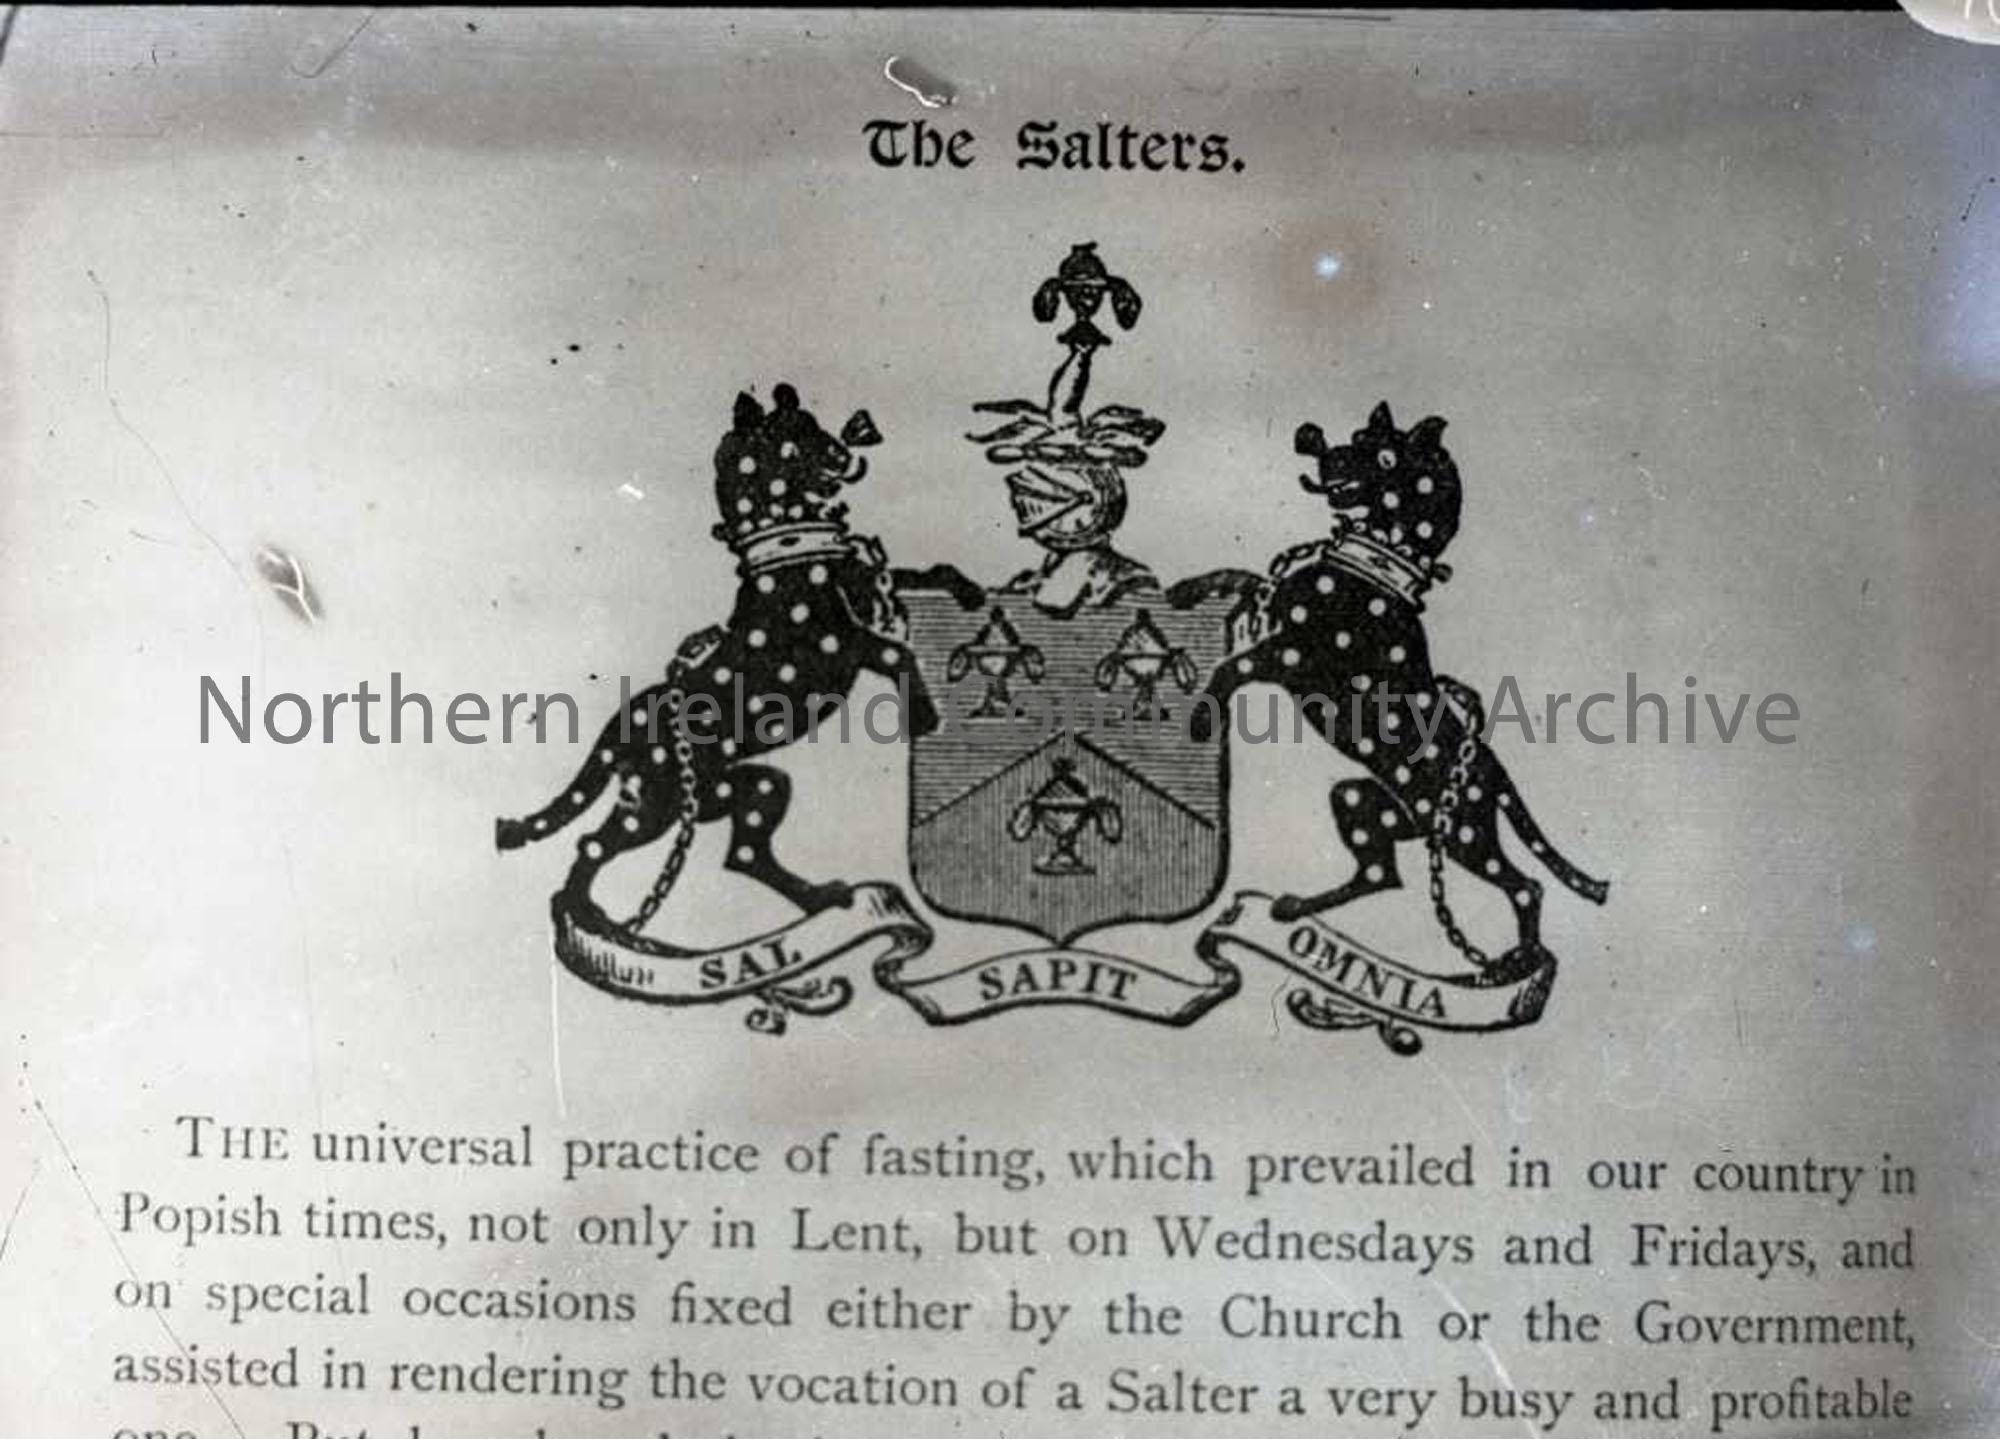 The Salters.
Northern Ireland Community Archive
SAL SAPIT OMNIA
THE universal practice of fasting, which prevailed in our country in
Popish times, not only in Lent, but on Wednesdays and Fridays, and
on special occasions fixed either by the Church or the Government,
assisted in rendering the vocation of a Salter a very busy and profitable
one. But